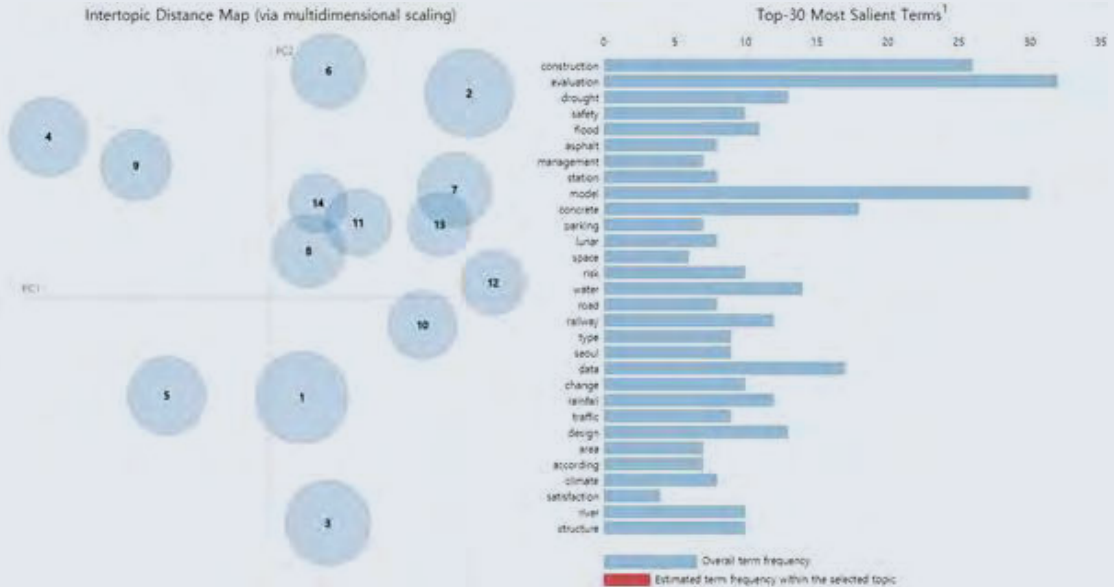 Intertopic Distance Map (via multidimensional scaling)
PC2
6
2
4
9
7
14
11
13
8
12
PC1
10
5
1
3
Top-30 Most Salient Terms1
0 5 10 15 20 25 30 35
construction
evaluation
drought
safety
flood
asphalt
management
station
model
concrete
parking
lunar
space
risk
water
road
railway
type
seoul
data
change
rainfall
traffic
design
area
according
climate
satisfaction
river
structure
Overall term frequency
Estimated term frequency within the selected topic